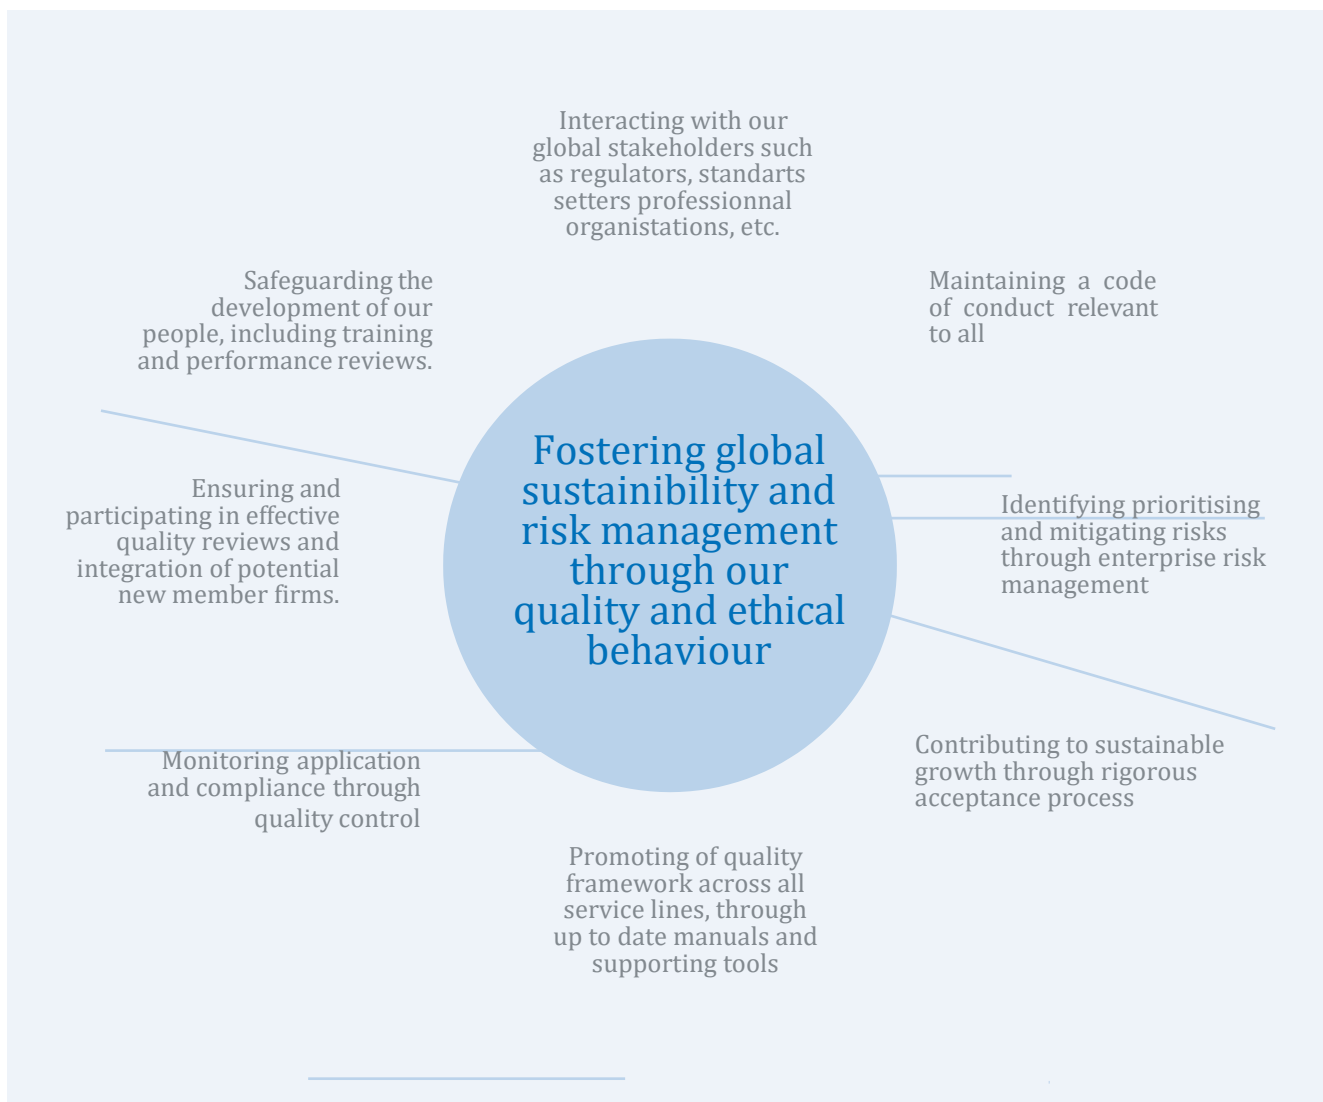 Interacting with our
global stakeholders such
as regulators, standarts
setters professionnal
organistations, etc.
Safeguarding the
development of our
people, including training
and performance reviews.
Maintaining a code
of conduct relevant
to all
Fostering global
sustainibility and
risk management
through our
quality and ethical
behaviour
Ensuring and
participating in effective
quality reviews and
integration of potential
new member firms.
Identifying prioritising
and mitigating risks
through enterprise risk
management
Monitoring application
and compliance through
quality control
Contributing to sustainable
growth through rigorous
acceptance process
Promoting of quality
framework across all
service lines, through
up to date manuals and
supporting tools